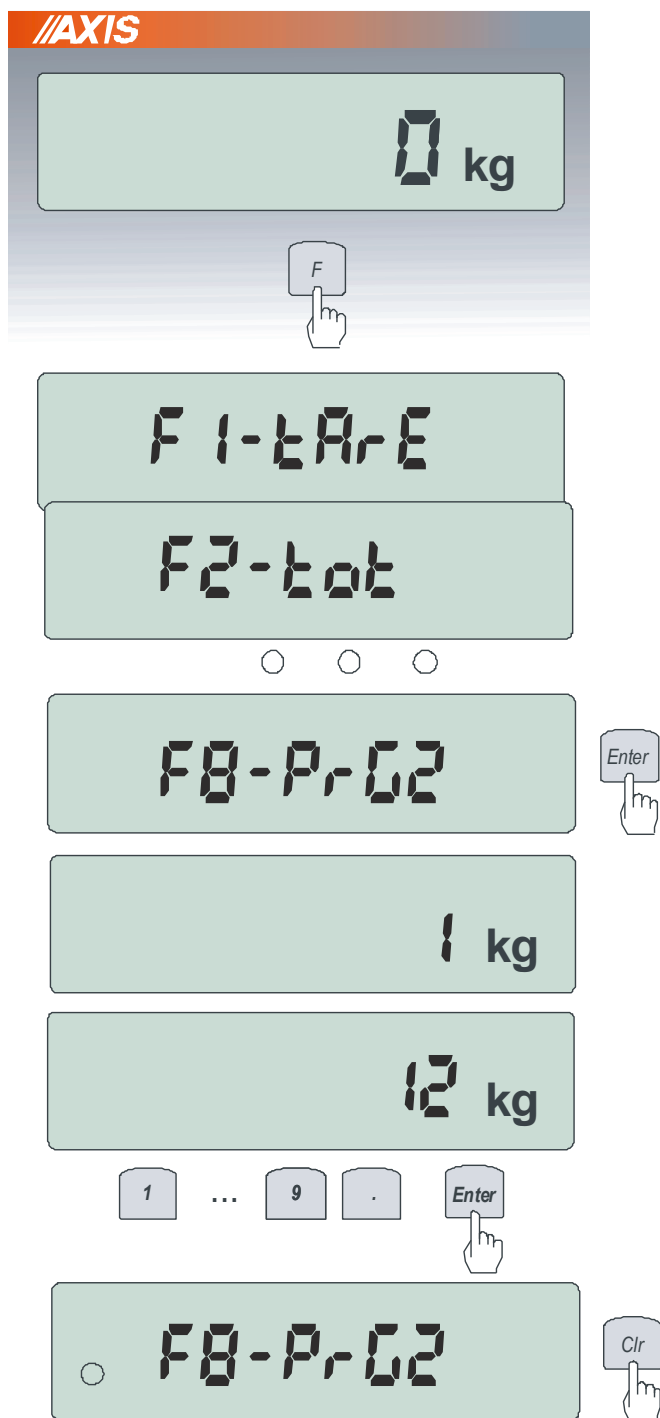 AXIS
0 kg
F
F1-tArE
F2-tot
F8-PrG2
Enter
1 kg
12 kg
1 ... 9 . Enter
F8-PrG2
Clr